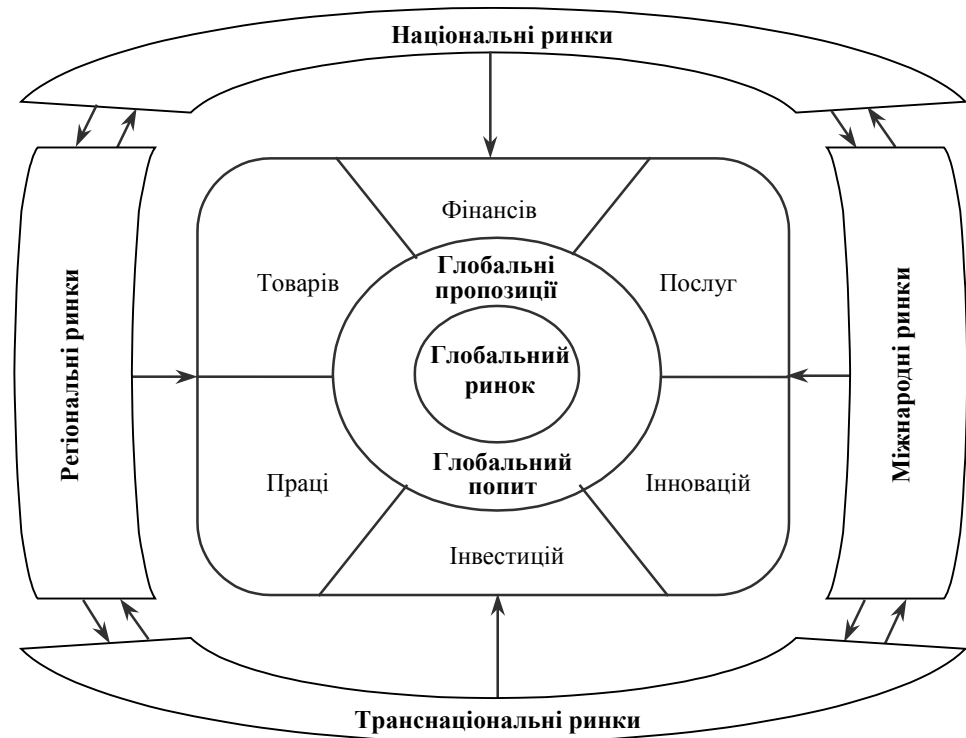 Національні ринки
Фінансів
Товарів
Глобальні
пропозиції
Послуг
Регіональні ринки
Глобальний
ринок
Міжнародні ринки
Праці
Глобальний
попит
Інновацій
Інвестицій
Транснаціональні ринки